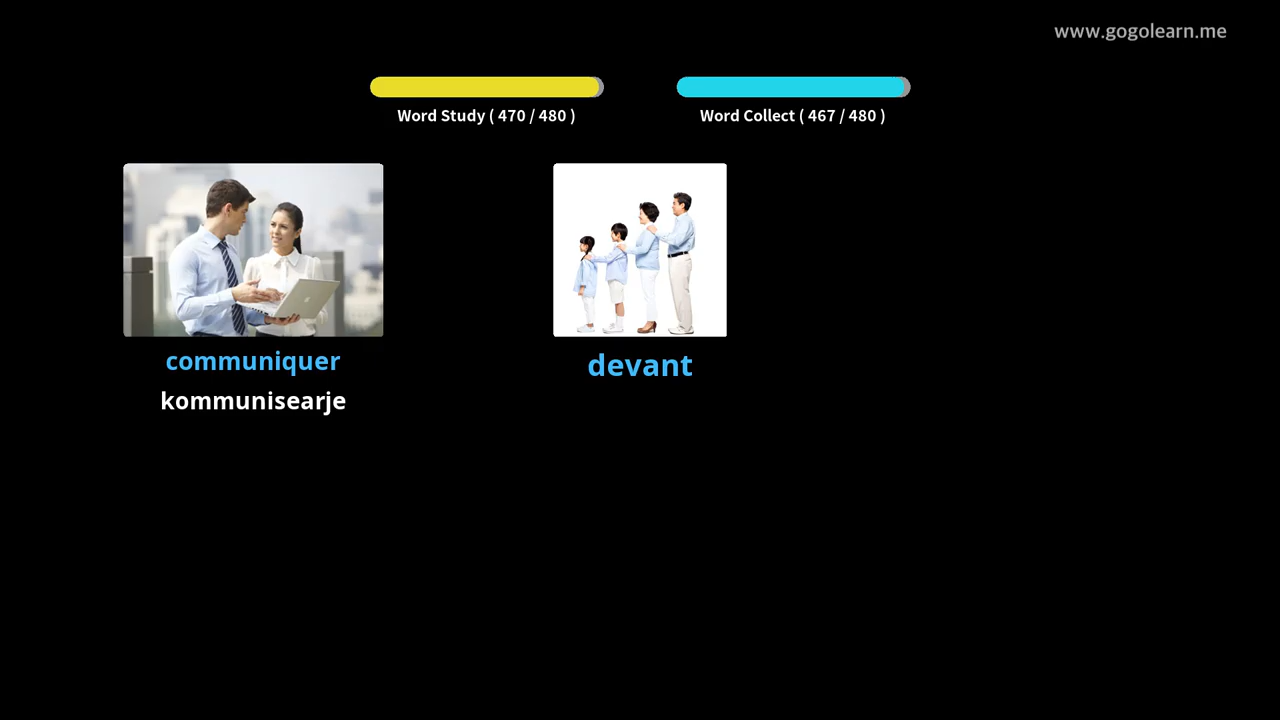 www.gogolearn.me
Word Study ( 470 / 480 )
Word Collect ( 467 / 480 )
communiquer
kommunisearje
devant